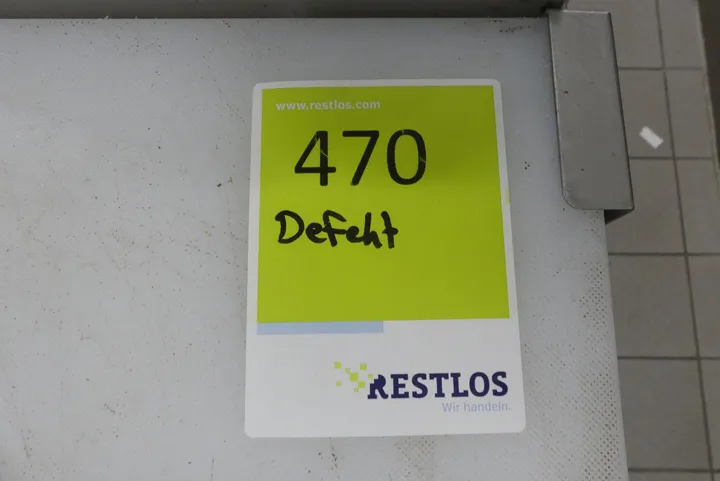 www.restlos.com
470
Defekt
RESTLOS
Wir handeln.